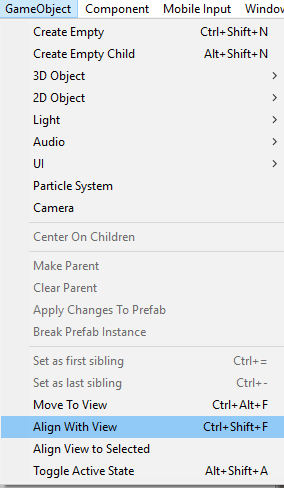 GameObject Component Mobile Input Window
Create Empty Ctrl+Shift+N
Create Empty Child Alt+Shift+N
3D Object >
2D Object >
Light >
Audio >
UI >
Particle System
Camera
Center On Children
Make Parent
Clear Parent
Apply Changes To Prefab
Break Prefab Instance
Set as first sibling Ctrl+=
Set as last sibling Ctrl+-
Move To View Ctrl+Alt+F
Align With View Ctrl+Shift+F
Align View to Selected
Toggle Active State Alt+Shift+A